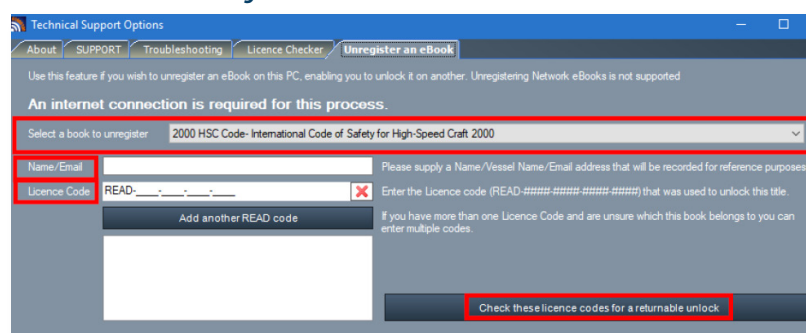 Technical Support Options
About SUPPORT Troubleshooting Licence Checker Unregister an eBook
Use this feature if you wish to unregister an eBook on this PC, enabling you to unlock it on another. Unregistering Network eBooks is not supported
An internet connection is required for this process.
Select a book to unregister 2000 HSC Code- International Code of Safety for High-Speed Craft 2000
Name/Email Please supply a Name/Vessel Name/Email address that will be recorded for reference purposes
Licence Code READ-____-____-____-____ Enter the Licence code (READ-####-####-####-####) that was used to unlock this title.
Add another READ code If you have more than one Licence Code and are unsure which this book belongs to you can
enter multiple codes.
Check these licence codes for a returnable unlock